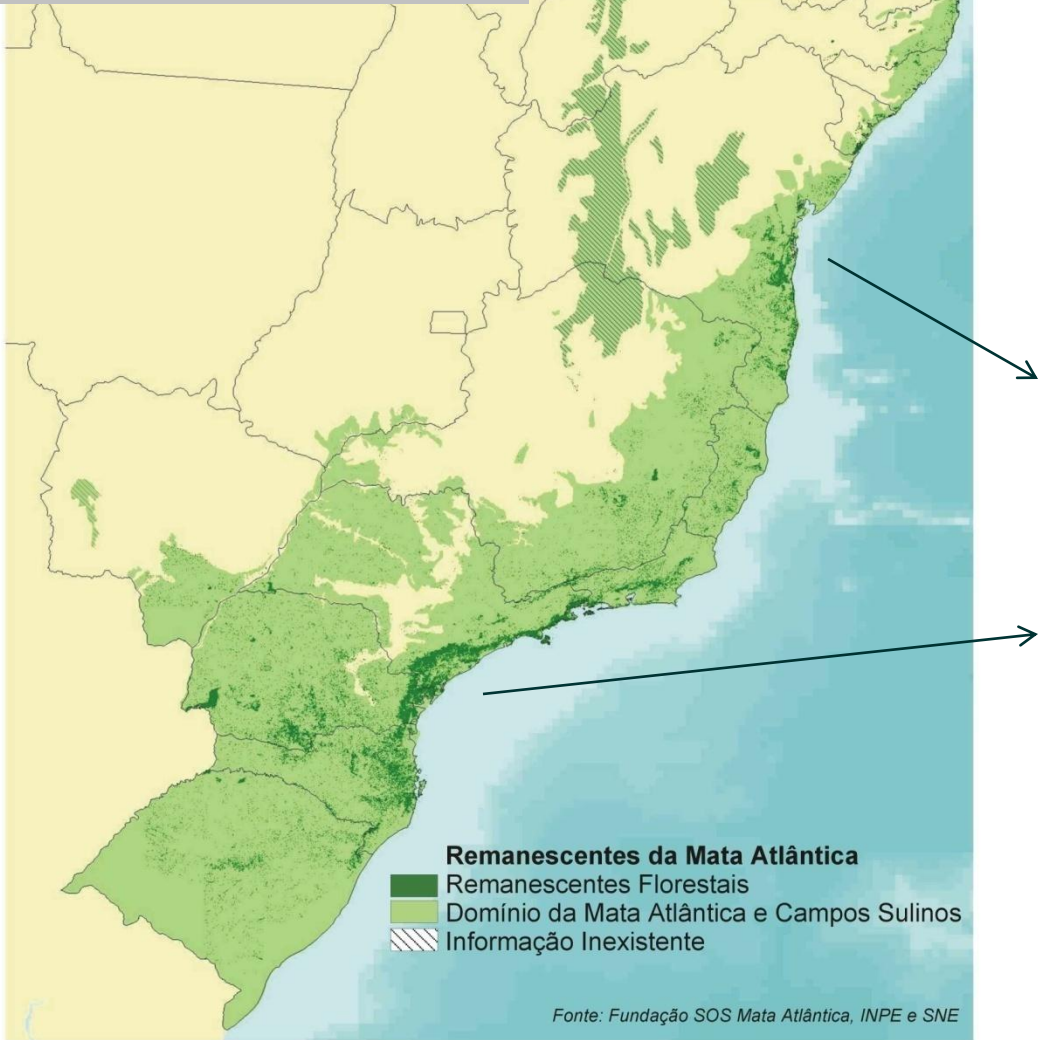 Remanescentes da Mata Atlântica
Remanescentes Florestais
Domínio da Mata Atlântica e Campos Sulinos
Informação Inexistente
Fonte: Fundação SOS Mata Atlântica, INPE e SNE